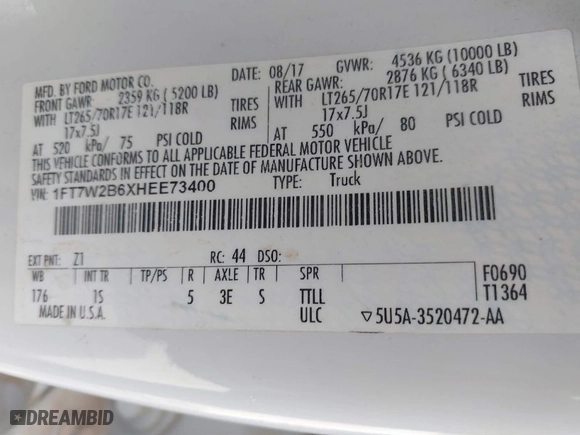 MFD. BY FORD MOTOR CO.
DATE: 08/17 GVWR: 4536 KG (10000 LB)
FRONT GAWR: 2359 KG (5200 LB) REAR GAWR: 2876 KG (6340 LB)
WITH LT265/70R17E 121/118R TIRES WITH LT265/70R17E 121/118R TIRES
17x7.5J RIMS 17x7.5J RIMS
AT 520 kPa/ 75 PSI COLD AT 550 kPa/ 80 PSI COLD
THIS VEHICLE CONFORMS TO ALL APPLICABLE FEDERAL MOTOR VEHICLE
SAFETY STANDARDS IN EFFECT ON THE DATE OF MANUFACTURE SHOWN ABOVE.
VIN: 1FT7W2B6XHEE73400 TYPE: Truck
EXT PNT: Z1 RC: 44 DSO:
WB INT TR TP/PS R AXLE TR SPR F0690
176 1S 5 3E S TTLL T1364
MADE IN U.S.A. ULC ▽5U5A-3520472-AA
DREAMBID